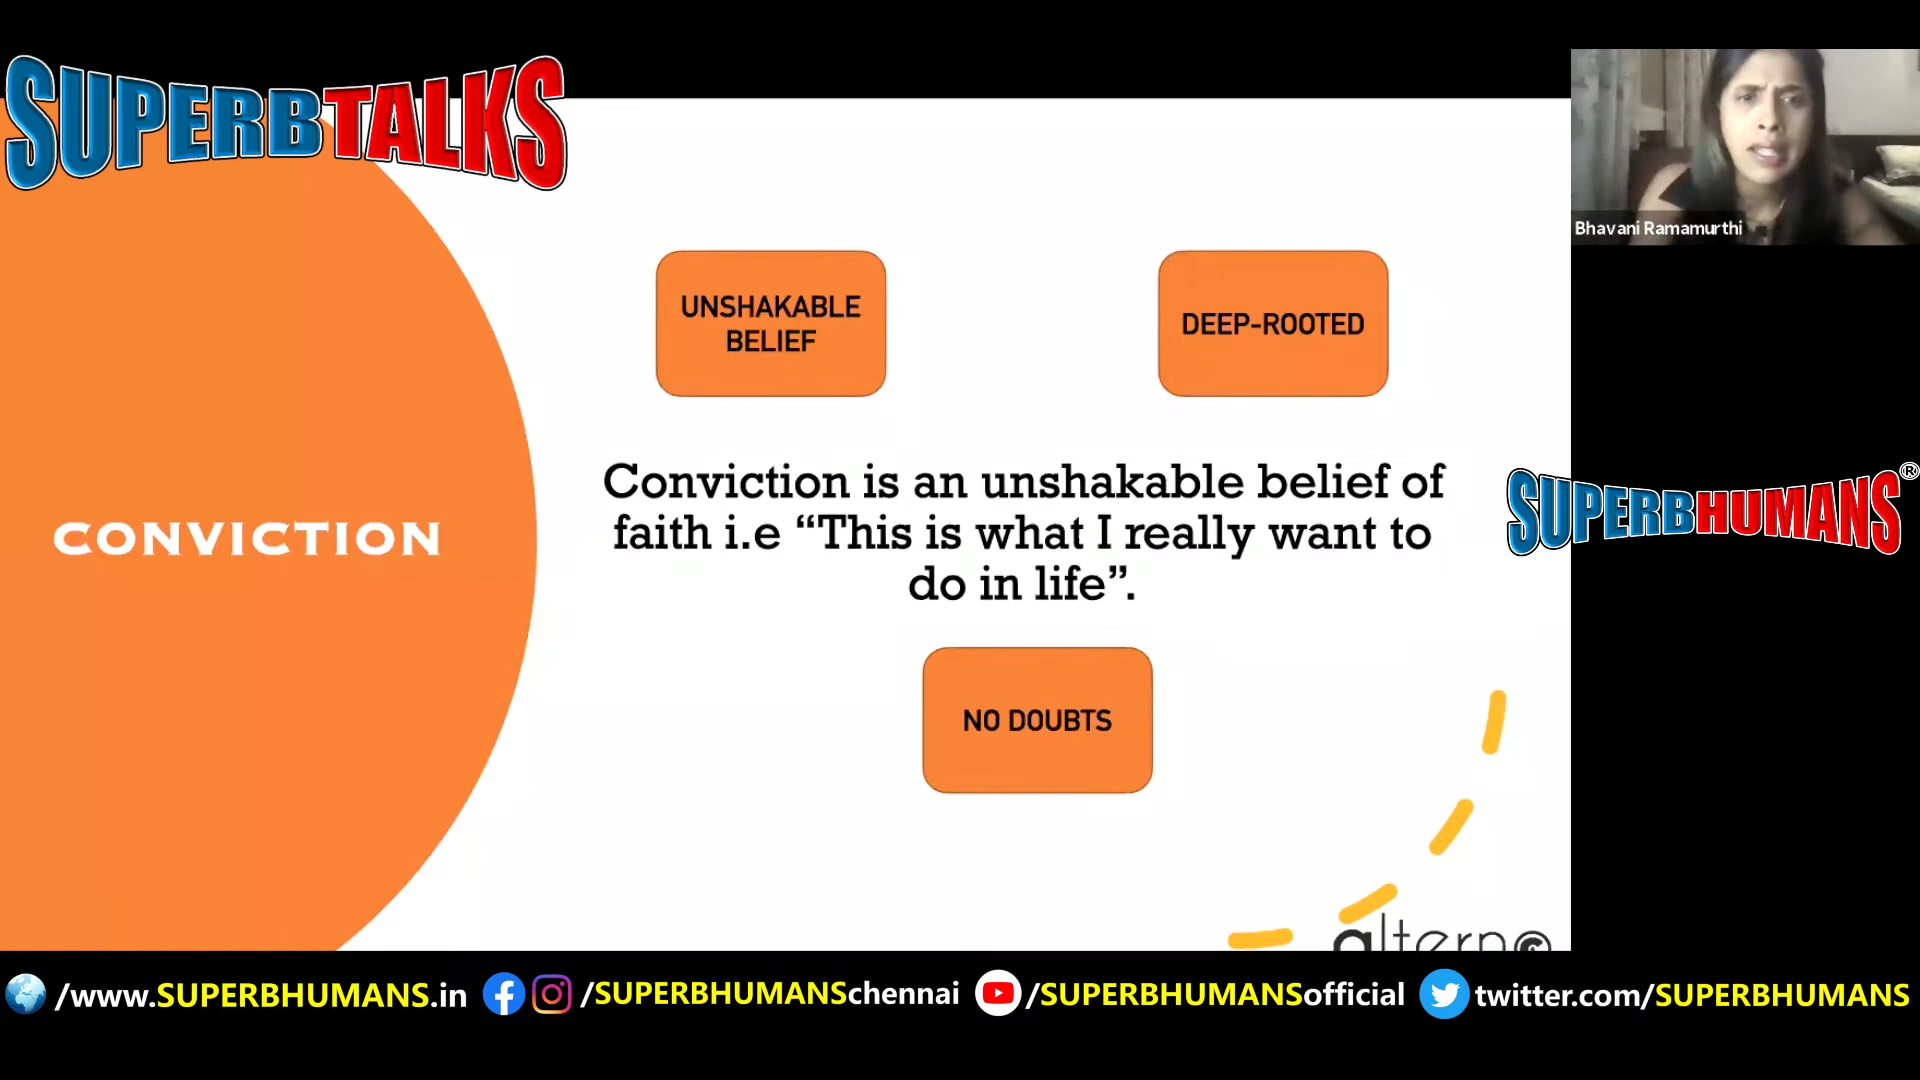 SUPERBTALKS
Bhavani Ramamurthi
UNSHAKABLE
BELIEF
DEEP-ROOTED
CONVICTION
Conviction is an unshakable belief of
faith i.e “This is what I really want to
do in life”.
SUPERBHUMANS®
NO DOUBTS
/www.SUPERBHUMANS.in /SUPERBHUMANSchennai /SUPERBHUMANSofficial twitter.com/SUPERBHUMANS